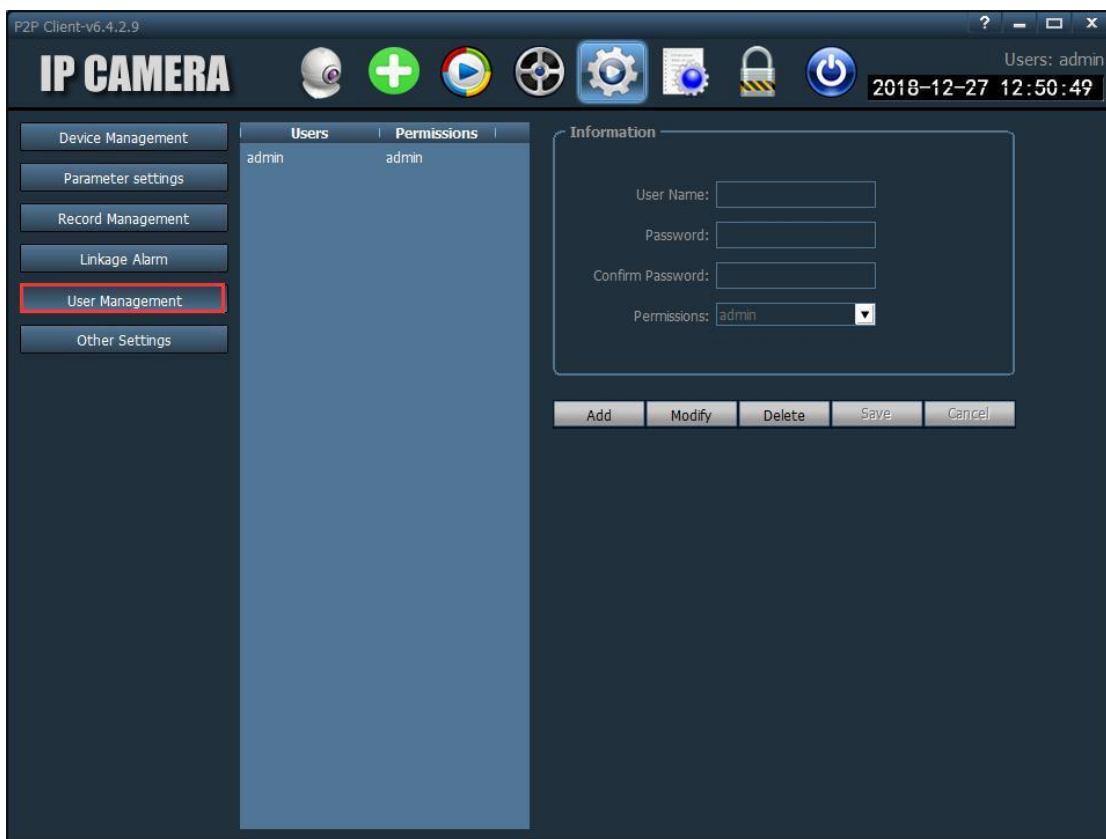 P2P Client-v6.4.2.9
IP CAMERA
Users: admin
2018-12-27 12:50:49
Device Management
Parameter settings
Record Management
Linkage Alarm
User Management
Other Settings
Users Permissions
admin admin
Information
User Name:
Password:
Confirm Password:
Permissions: admin
Add Modify Delete Save Cancel